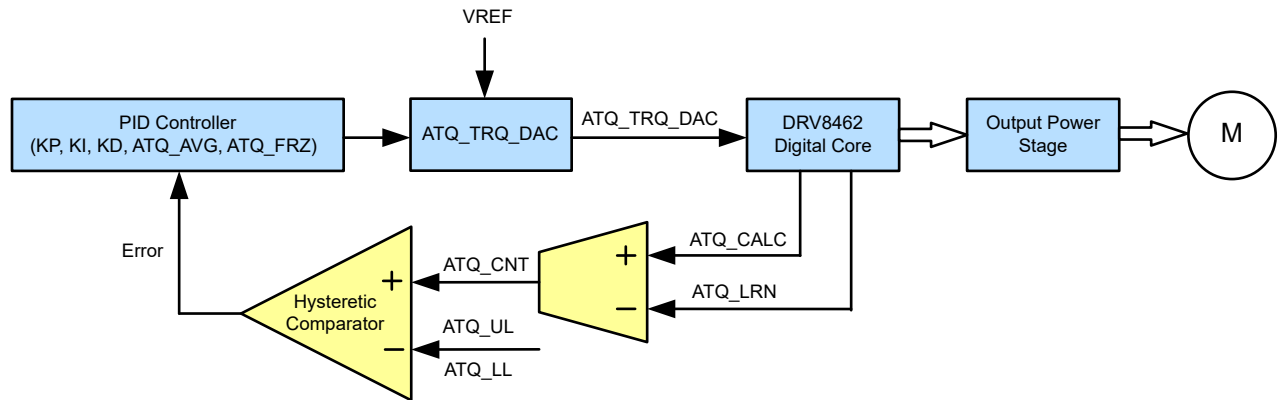 VREF
PID Controller
(KP, KI, KD, ATQ_AVG, ATQ_FRZ)
ATQ_TRQ_DAC
ATQ_TRQ_DAC
DRV8462
Digital Core
Output Power
Stage
M
Error
Hysteretic
Comparator
+
−
ATQ_CNT
ATQ_UL
ATQ_LL
+
−
ATQ_CALC
ATQ_LRN